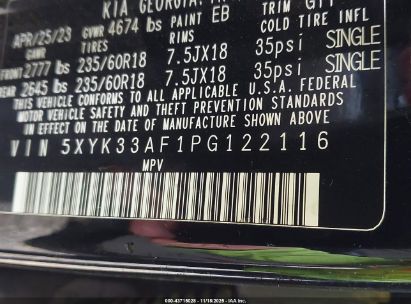 KIA GEORGIA,
APR/25/23 GVWR 4674 lbs PAINT EB TRIM
GAWR TIRES RIMS COLD TIRE INFL
FRONT 2777 lbs 235/60R18 7.5JX18 35psi SINGLE
REAR 2645 lbs 235/60R18 7.5JX18 35psi SINGLE
THIS VEHICLE CONFORMS TO ALL APPLICABLE U.S.A. FEDERAL
MOTOR VEHICLE SAFETY AND THEFT PREVENTION STANDARDS
IN EFFECT ON THE DATE OF MANUFACTURE SHOWN ABOVE.
VIN 5XYK33AF1PG122116
MPV